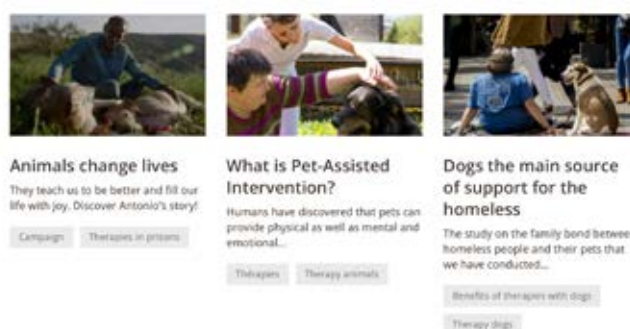 Animals change lives
They teach us to be better and fill our
life with joy. Discover Antonio's story!
Campaign
Therapies in prisons
What is Pet-Assisted
Intervention?
Humans have discovered that pets can
provide physical as well as mental and
emotional...
Therapies
Therapy animals
Dogs the main source
of support for the
homeless
The study on the family bond betwee
homeless people and their pets that
we have conducted...
Benefits of therapies with dogs
Therapy dogs